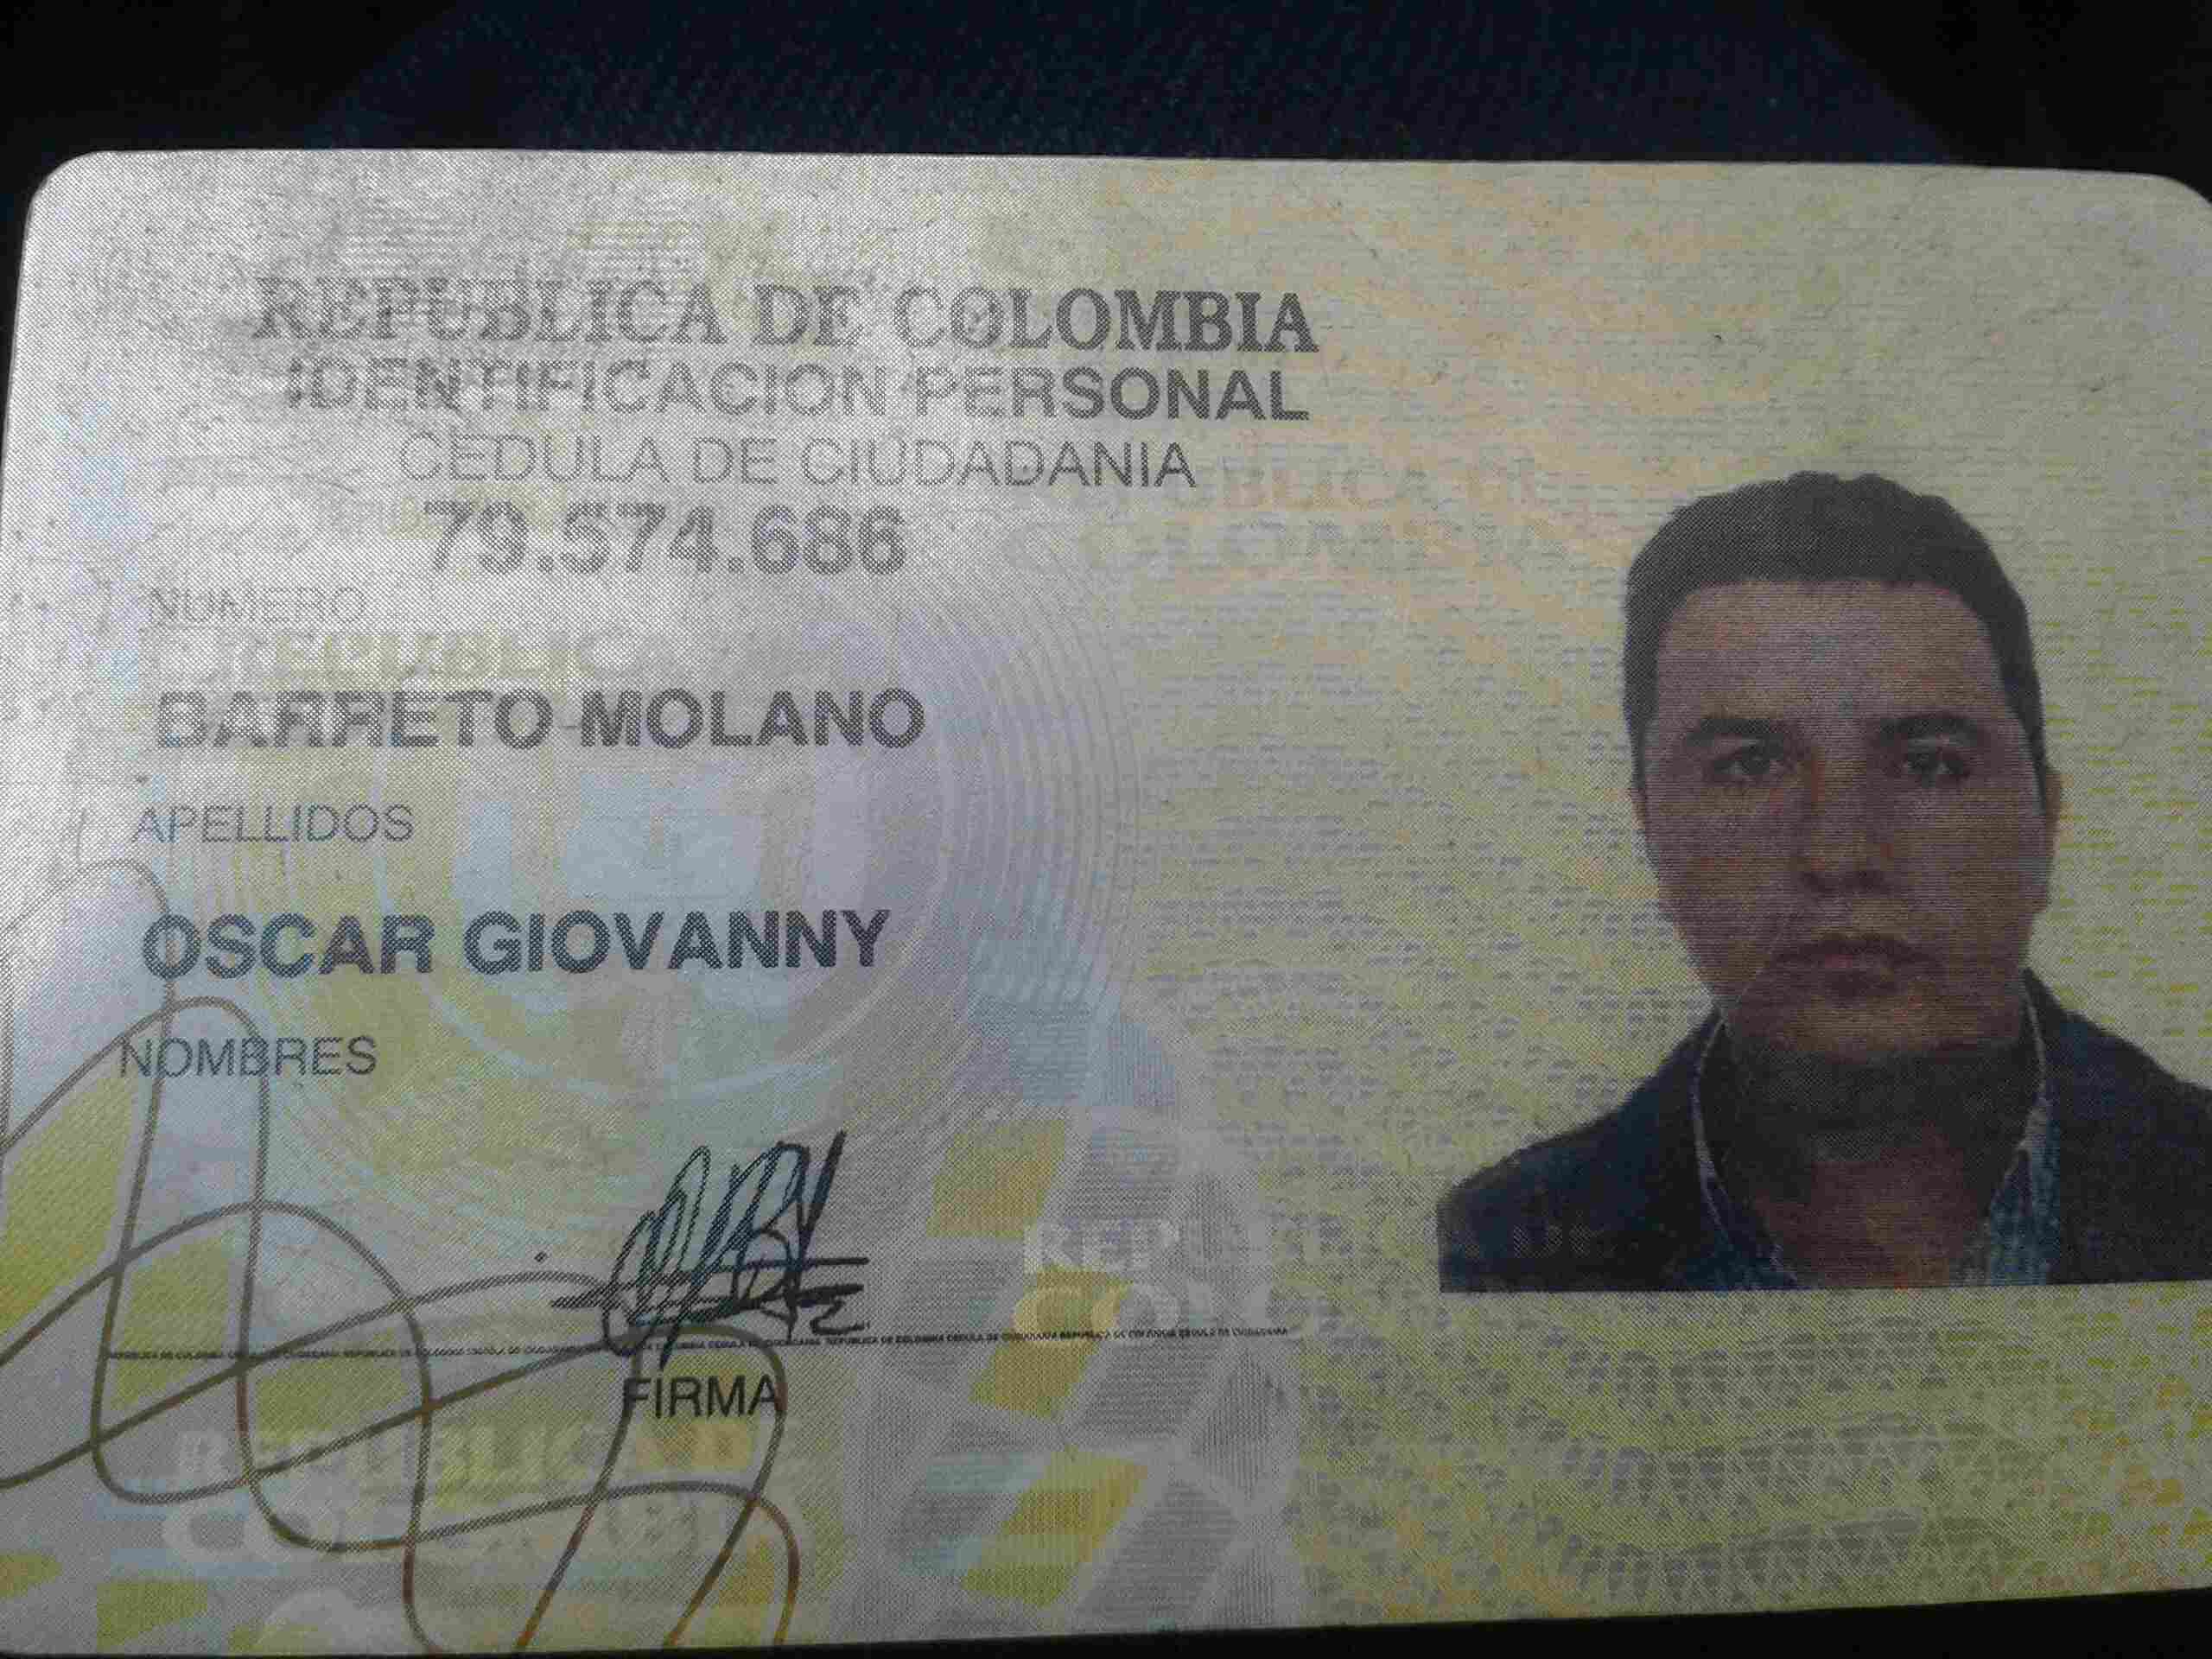 REPUBLICA DE COLOMBIA
IDENTIFICACION PERSONAL
CEDULA DE CIUDADANIA
79.574.686
NUMERO
BARRETO MOLANO
APELLIDOS
OSCAR GIOVANNY
NOMBRES
FIRMA